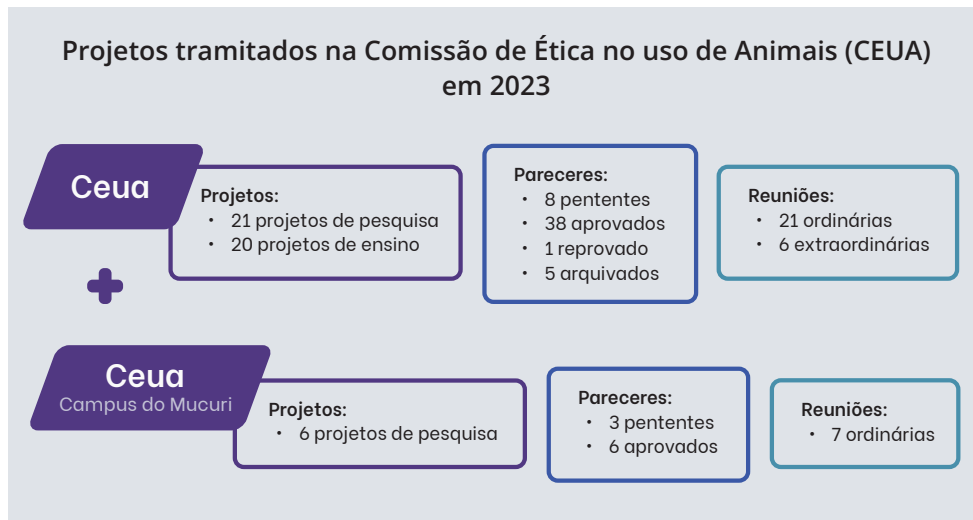 Projetos tramitados na Comissão de Ética no uso de Animais (CEUA)
em 2023
Ceua
Projetos:
• 21 projetos de pesquisa
• 20 projetos de ensino
Pareceres:
• 8 pententes
• 38 aprovados
• 1 reprovado
• 5 arquivados
Reuniões:
• 21 ordinárias
• 6 extraordinárias
Ceua
Campus do Mucuri
Projetos:
• 6 projetos de pesquisa
Pareceres:
• 3 pententes
• 6 aprovados
Reuniões:
• 7 ordinárias